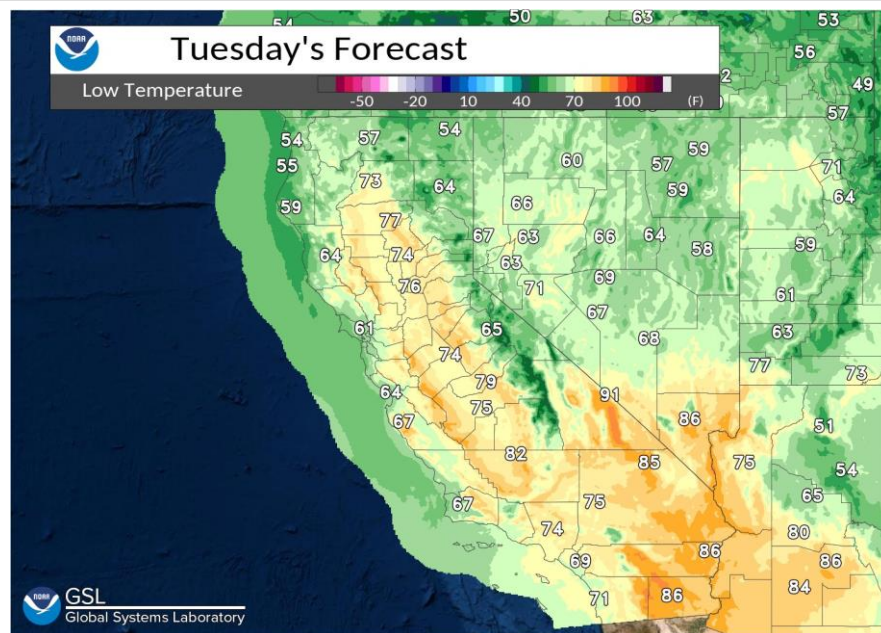 54 50 63 53
NOAA
Tuesday's Forecast
56
Low Temperature
-50 -20 10 40 70 100 (F)
49
57
54 57 54
55 73 60 57 59 71
59 64 66 59 64
77
64 74 67 63 66 64 58 59
63
76 71 69 61
67
61 65 68 63
74 77 73
64 79 91
67 75 86 51
82 85 75 54
67 75 65
74 80
69 86 86
71 86 84
NOAA
GSL
Global Systems Laboratory